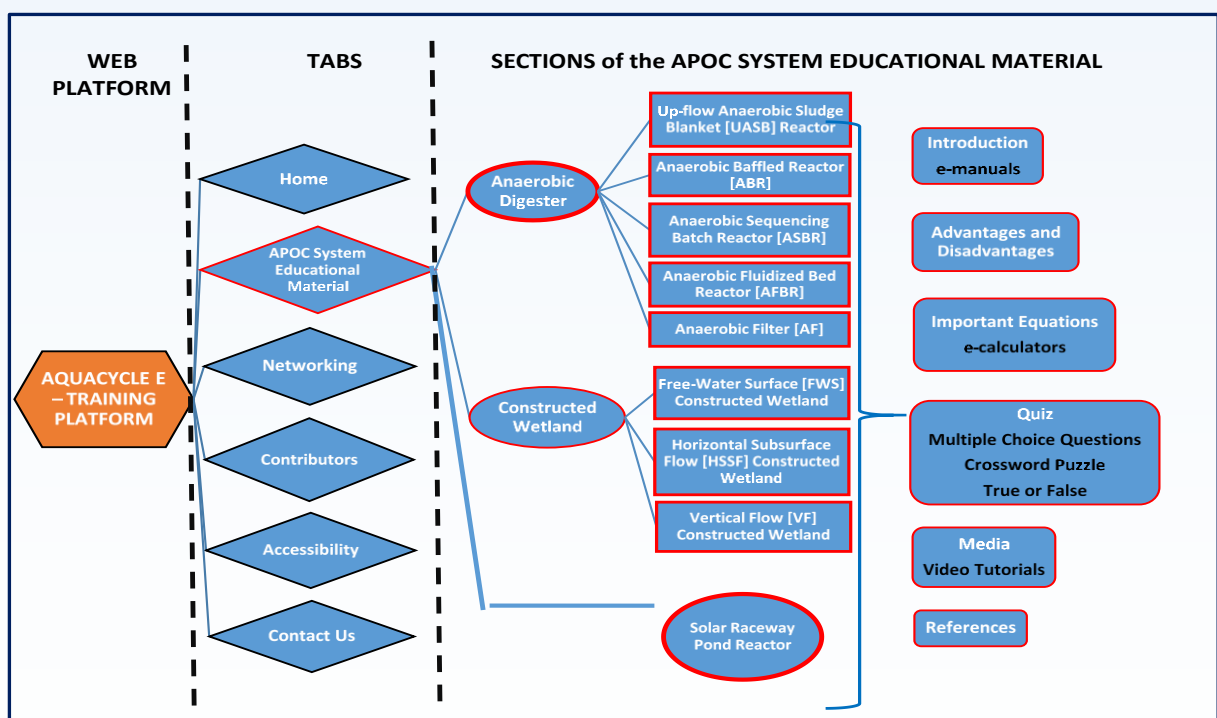 WEB
PLATFORM
TABS
SECTIONS of the APOC SYSTEM EDUCATIONAL MATERIAL
AQUACYCLE E
– TRAINING
PLATFORM
Home
APOC System
Educational
Material
Networking
Contributors
Accessibility
Contact Us
Anaerobic
Digester
Constructed
Wetland
Solar Raceway
Pond Reactor
Up-flow Anaerobic Sludge
Blanket [UASB] Reactor
Anaerobic Baffled Reactor
[ABR]
Anaerobic Sequencing
Batch Reactor [ASBR]
Anaerobic Fluidized Bed
Reactor [AFBR]
Anaerobic Filter [AF]
Free-Water Surface [FWS]
Constructed Wetland
Horizontal Subsurface
Flow [HSSF] Constructed
Wetland
Vertical Flow [VF]
Constructed Wetland
Introduction
e-manuals
Advantages and
Disadvantages
Important Equations
e-calculators
Quiz
Multiple Choice Questions
Crossword Puzzle
True or False
Media
Video Tutorials
References